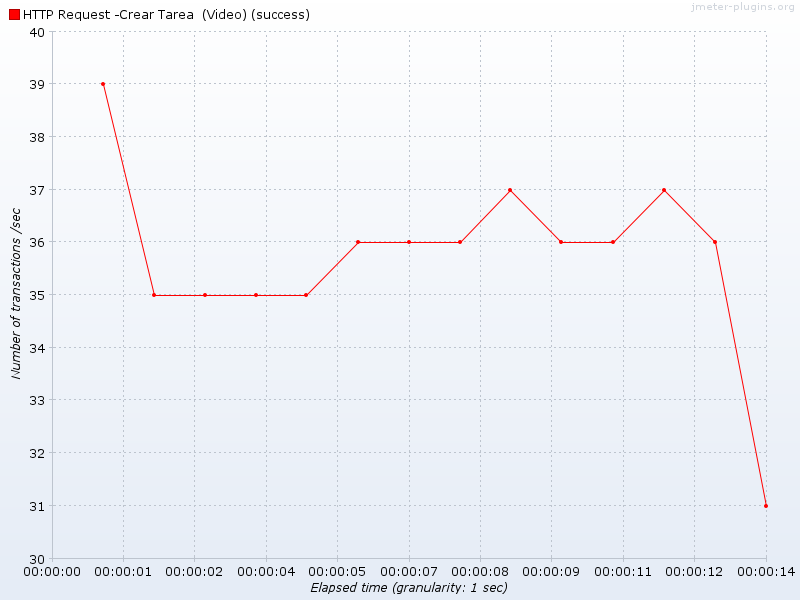 jmeter-plugins.org
HTTP Request -Crear Tarea  (Video) (success)
40
39
38
37
36
35
34
33
32
31
30
Number of transactions /sec
00:00:00 00:00:01 00:00:02 00:00:04 00:00:05 00:00:07 00:00:08 00:00:09 00:00:11 00:00:12 00:00:14
Elapsed time (granularity: 1 sec)